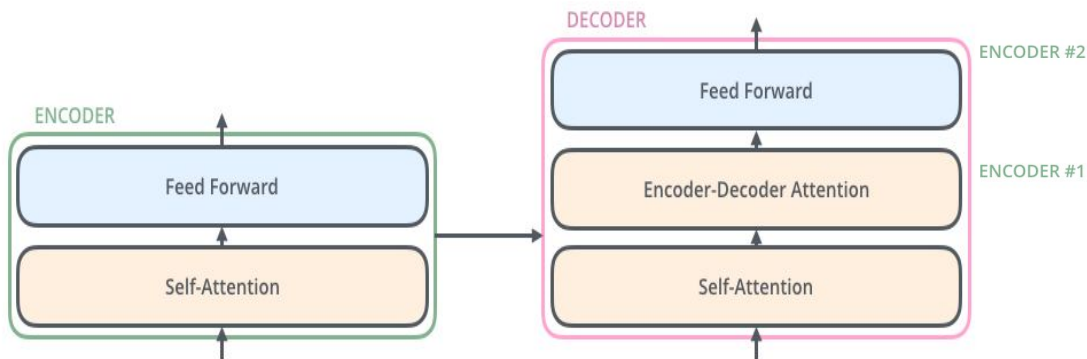 ENCODER
Feed Forward
Self-Attention
DECODER
Feed Forward
Encoder-Decoder Attention
Self-Attention
ENCODER #2
ENCODER #1